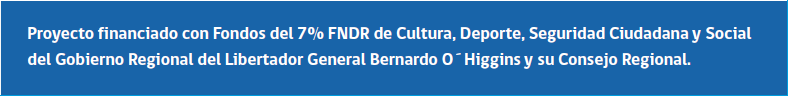 Proyecto financiado con Fondos del 7% FNDR de Cultura, Deporte, Seguridad Ciudadana y Social
del Gobierno Regional del Libertador General Bernardo O´Higgins y su Consejo Regional.